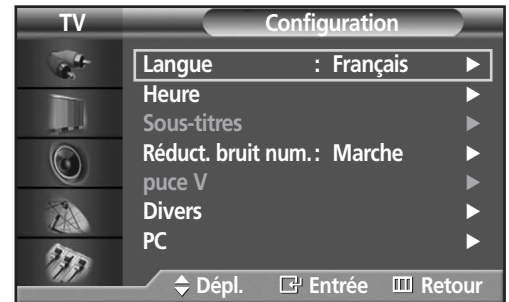 TV Configuration
Langue : Français
Heure
Sous-titres
Réduct. bruit num. : Marche
puce V
Divers
PC
Dépl. Entrée Retour